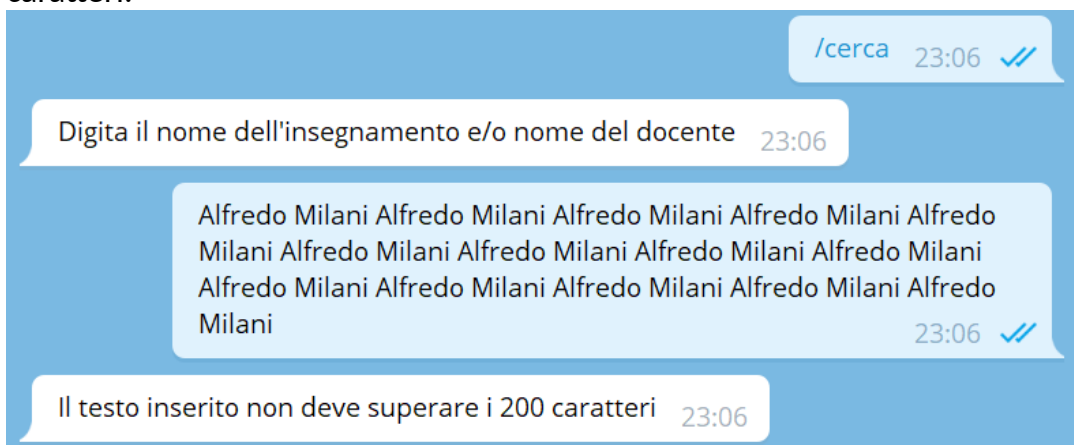 caratteri.
/cerca 23:06
Digita il nome dell'insegnamento e/o nome del docente 23:06
Alfredo Milani Alfredo Milani Alfredo Milani Alfredo Milani Alfredo
Milani Alfredo Milani Alfredo Milani Alfredo Milani Alfredo Milani
Alfredo Milani Alfredo Milani Alfredo Milani Alfredo Milani Alfredo
Milani 23:06
Il testo inserito non deve superare i 200 caratteri 23:06